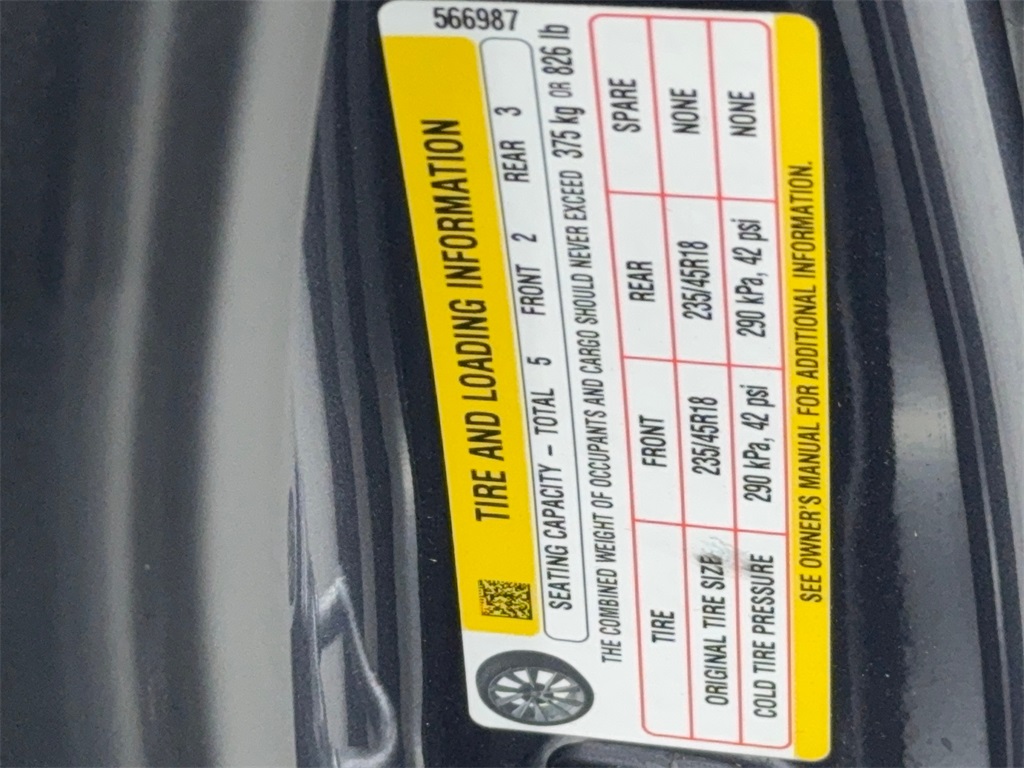 566987
TIRE AND LOADING INFORMATION
SEATING CAPACITY – TOTAL 5 FRONT 2 REAR 3
THE COMBINED WEIGHT OF OCCUPANTS AND CARGO SHOULD NEVER EXCEED 375 kg OR 826 lb
TIRE FRONT REAR SPARE
ORIGINAL TIRE SIZE 235/45R18 235/45R18 NONE
COLD TIRE PRESSURE 290 kPa, 42 psi 290 kPa, 42 psi NONE
SEE OWNER'S MANUAL FOR ADDITIONAL INFORMATION.